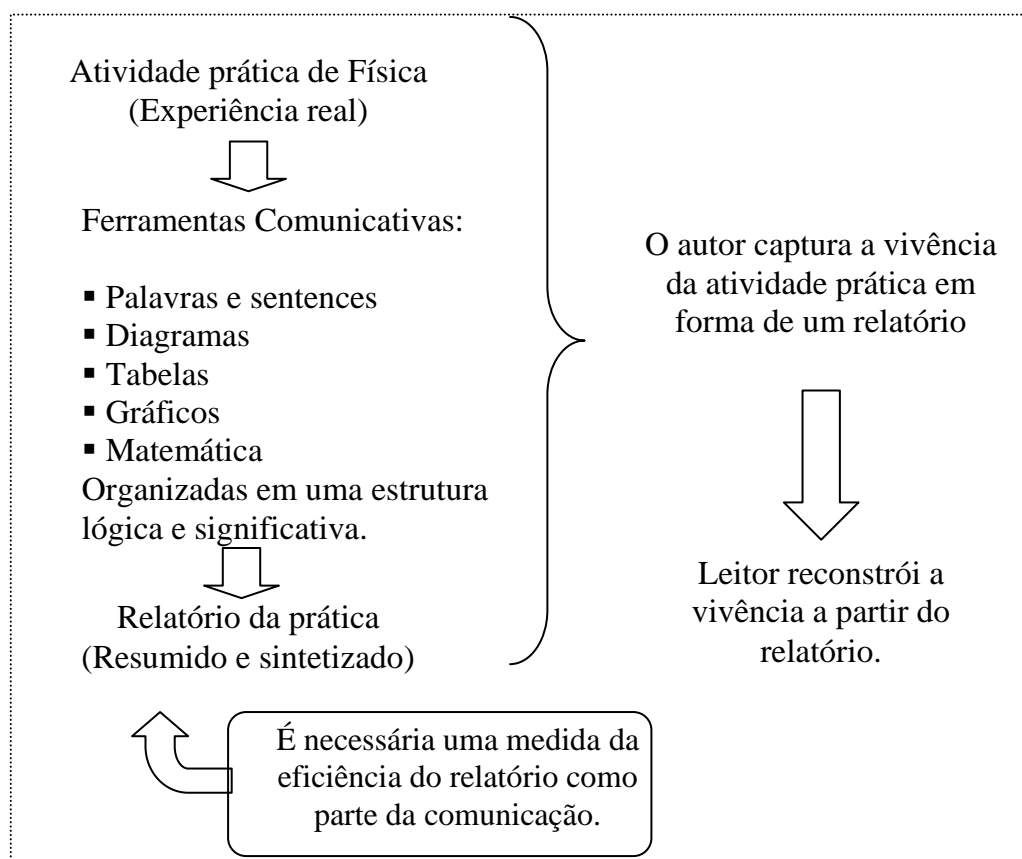 Atividade prática de Física
(Experiência real)
Ferramentas Comunicativas:
▪ Palavras e sentences
▪ Diagramas
▪ Tabelas
▪ Gráficos
▪ Matemática
Organizadas em uma estrutura
lógica e significativa.
Relatório da prática
(Resumido e sintetizado)
É necessária uma medida da
eficiência do relatório como
parte da comunicação.
O autor captura a vivência
da atividade prática em
forma de um relatório
Leitor reconstrói a
vivência a partir do
relatório.